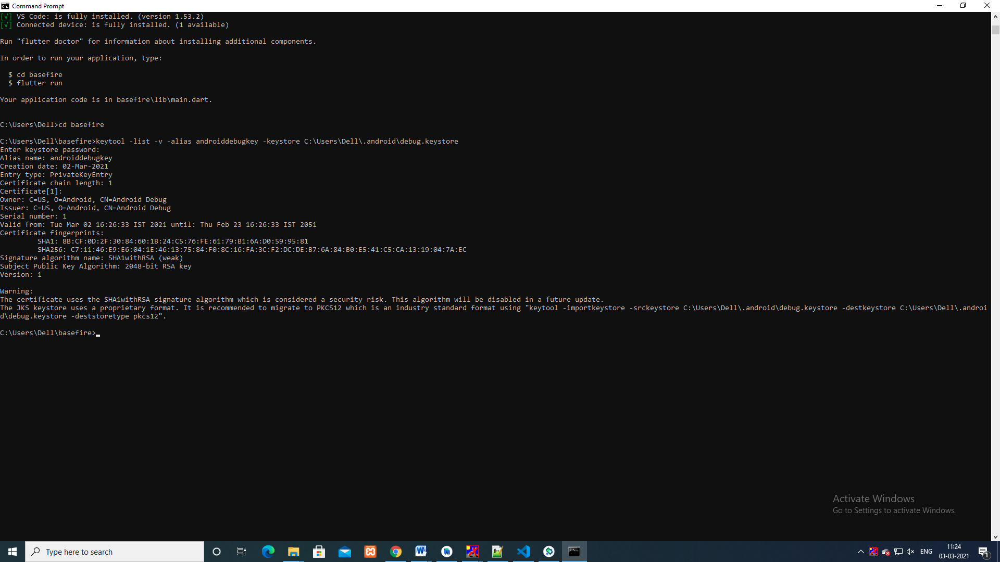 Command Prompt
[√] VS Code: is fully installed. (version 1.53.2)
[√] Connected device: is fully installed. (1 available)
Run "flutter doctor" for information about installing additional components.
In order to run your application, type:
$ cd basefire
$ flutter run
Your application code is in basefire\lib\main.dart.
C:\Users\Dell>cd basefire
C:\Users\Dell\basefire>keytool -list -v -alias androiddebugkey -keystore C:\Users\Dell\.android\debug.keystore
Enter keystore password:
Alias name: androiddebugkey
Creation date: 02-Mar-2021
Entry type: PrivateKeyEntry
Certificate chain length: 1
Certificate[1]:
Owner: C=US, O=Android, CN=Android Debug
Issuer: C=US, O=Android, CN=Android Debug
Serial number: 1
Valid from: Tue Mar 02 16:26:33 IST 2021 until: Thu Feb 23 16:26:33 IST 2051
Certificate fingerprints:
SHA1: 8B:CF:0D:2F:30:84:60:1B:24:C5:76:FE:61:79:B1:6A:D0:59:95:81
SHA256: C7:11:46:E9:E6:04:1E:46:13:75:84:F0:8C:16:FA:3C:F2:DC:DE:B7:6A:84:B0:E5:41:C5:CA:13:19:04:7A:EC
Signature algorithm name: SHA1withRSA (weak)
Subject Public Key Algorithm: 2048-bit RSA key
Version: 1
Warning:
The certificate uses the SHA1withRSA signature algorithm which is considered a security risk. This algorithm will be disabled in a future update.
The JKS keystore uses a proprietary format. It is recommended to migrate to PKCS12 which is an industry standard format using "keytool -importkeystore -srckeystore C:\Users\Dell\.android\debug.keystore -destkeystore C:\Users\Dell\.androi
d\debug.keystore -deststoretype pkcs12".
C:\Users\Dell\basefire>
Activate Windows
Go to Settings to activate Windows.
Type here to search
ENG
11:24
03-03-2021
1